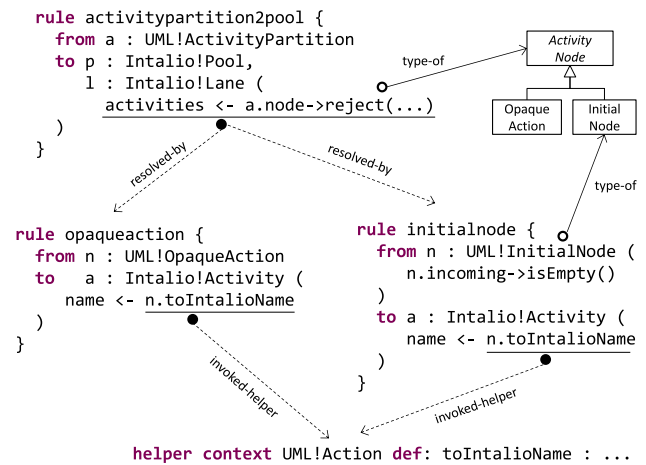 rule activitypartition2pool {
from a : UML!ActivityPartition
to p : Intalio!Pool,
l : Intalio!Lane (
activities <- a.node->reject(...)
)
}
type-of
Activity
Node
Opaque
Action
Initial
Node
resolved-by
resolved-by
type-of
rule opaqueaction {
from n : UML!OpaqueAction
to a : Intalio!Activity (
name <- n.toIntalioName
)
}
rule initialnode {
from n : UML!InitialNode (
n.incoming->isEmpty()
)
to a : Intalio!Activity (
name <- n.toIntalioName
)
}
invoked-helper
invoked-helper
helper context UML!Action def: toIntalioName : ...